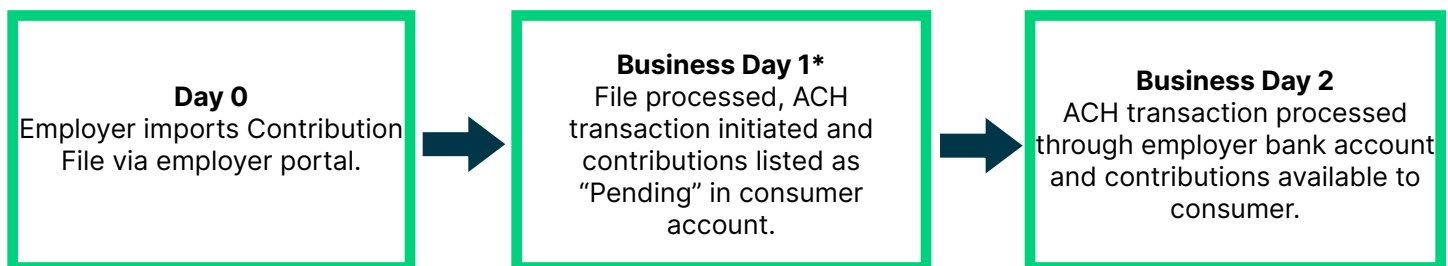 Day 0
Employer imports Contribution
File via employer portal.
Business Day 1*
File processed, ACH
transaction initiated and
contributions listed as
“Pending” in consumer
account.
Business Day 2
ACH transaction processed
through employer bank account
and contributions available to
consumer.